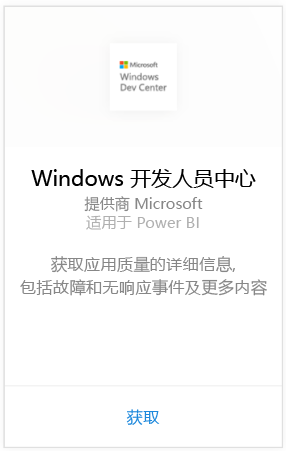 Microsoft
Windows
Dev Center
Windows 开发人员中心
提供商 Microsoft
适用于 Power BI
获取应用质量的详细信息,
包括故障和无响应事件及更多内容
获取